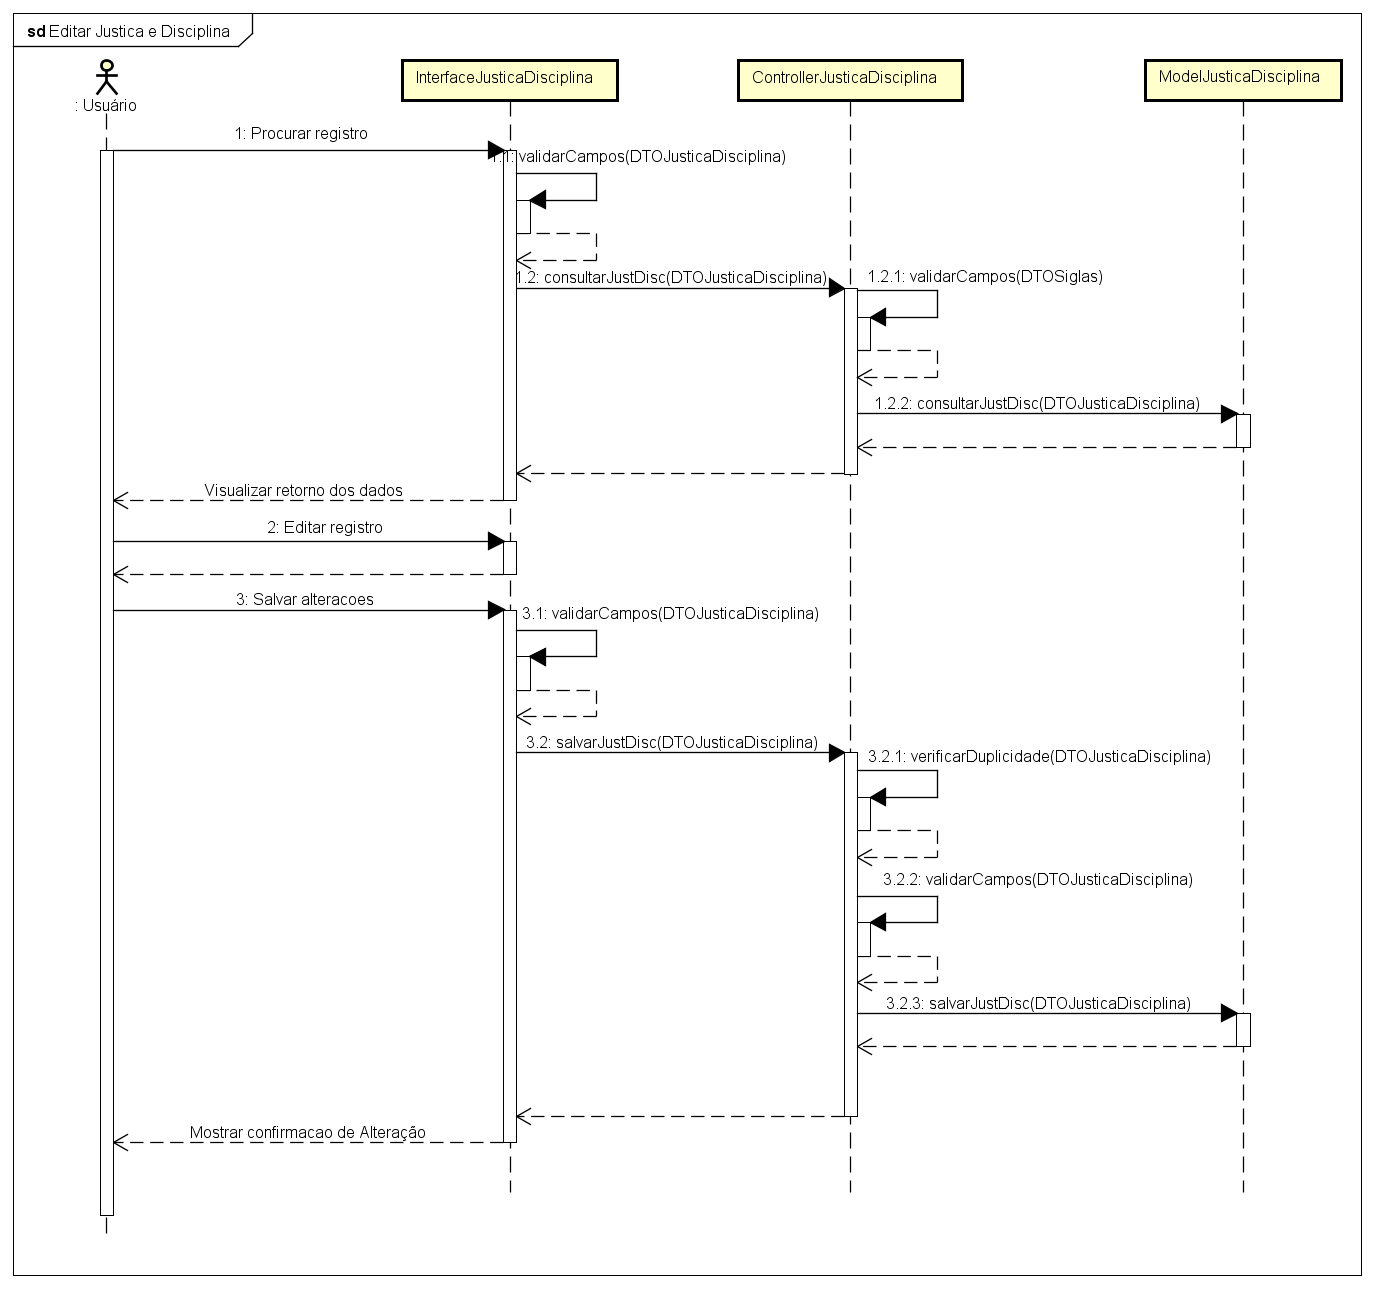 sd Editar Justica e Disciplina
: Usuário
InterfaceJusticaDisciplina
ControllerJusticaDisciplina
ModelJusticaDisciplina
1: Procurar registro
1.1: validarCampos(DTOJusticaDisciplina)
1.2: consultarJustDisc(DTOJusticaDisciplina)
1.2.1: validarCampos(DTOSiglas)
1.2.2: consultarJustDisc(DTOJusticaDisciplina)
Visualizar retorno dos dados
2: Editar registro
3: Salvar alteracoes
3.1: validarCampos(DTOJusticaDisciplina)
3.2: salvarJustDisc(DTOJusticaDisciplina)
3.2.1: verificarDuplicidade(DTOJusticaDisciplina)
3.2.2: validarCampos(DTOJusticaDisciplina)
3.2.3: salvarJustDisc(DTOJusticaDisciplina)
Mostrar confirmacao de Alteração